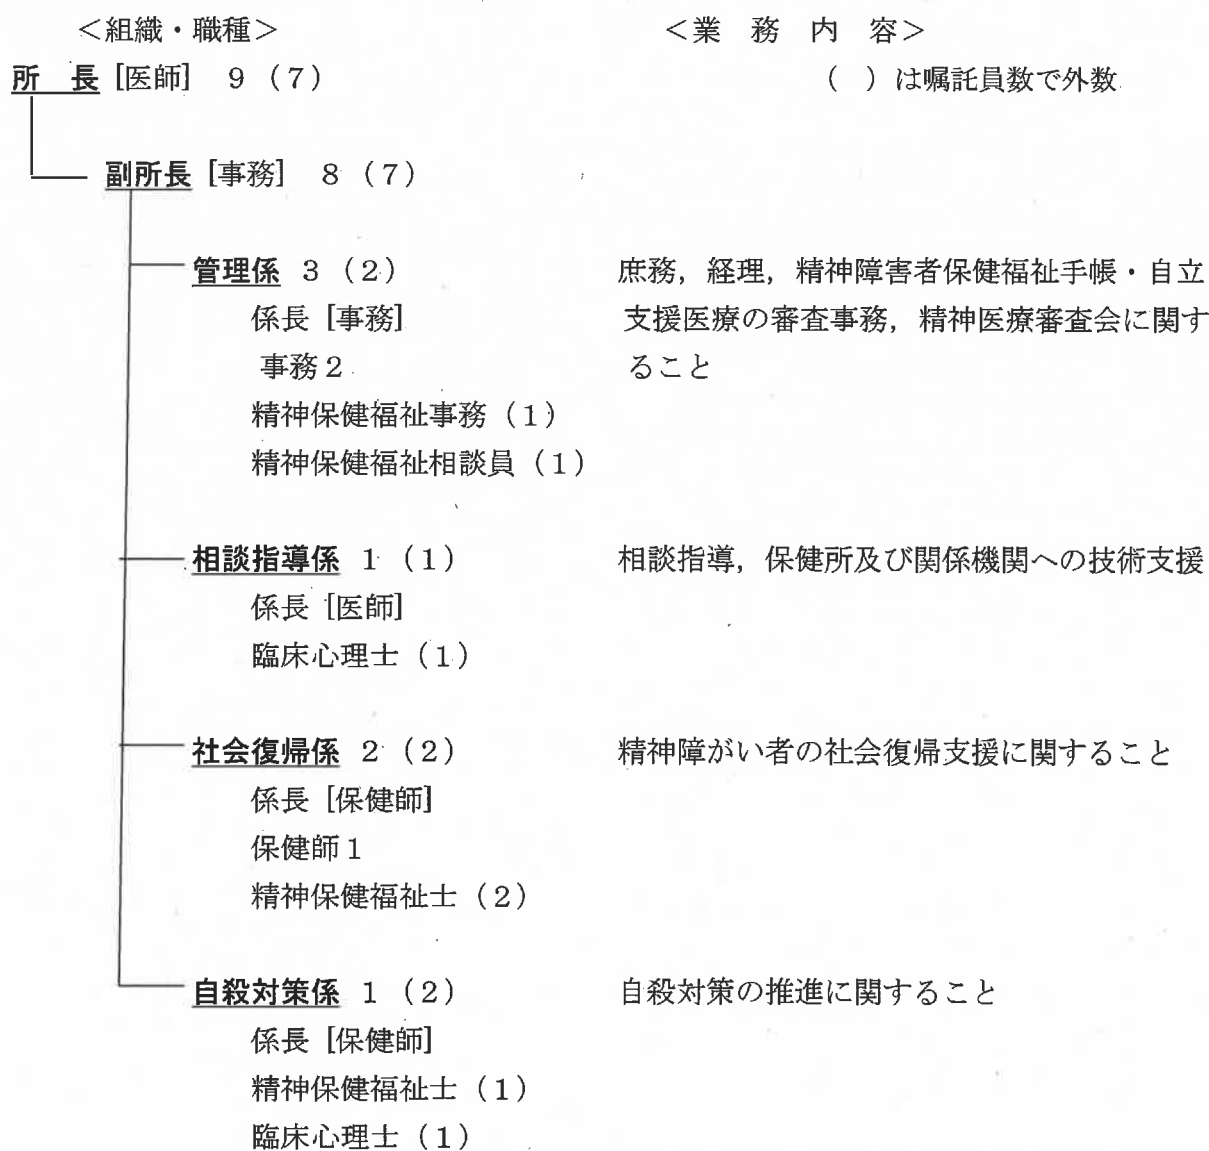 ＜組織・職種＞　＜業　務　内　容＞
所　長 [医師]　9（7）　（　）は嘱託員数で外数
副所長 [事務]　8（7）
管理係　3（2）　庶務，経理，精神障害者保健福祉手帳・自立
係長 [事務]　支援医療の審査事務，精神医療審査会に関す
事務2　ること
精神保健福祉事務（1）
精神保健福祉相談員（1）
相談指導係　1（1）　相談指導，保健所及び関係機関への技術支援
係長 [医師]
臨床心理士（1）
社会復帰係　2（2）　精神障がい者の社会復帰支援に関すること
係長 [保健師]
保健師1
精神保健福祉士（2）
自殺対策係　1（2）　自殺対策の推進に関すること
係長 [保健師]
精神保健福祉士（1）
臨床心理士（1）